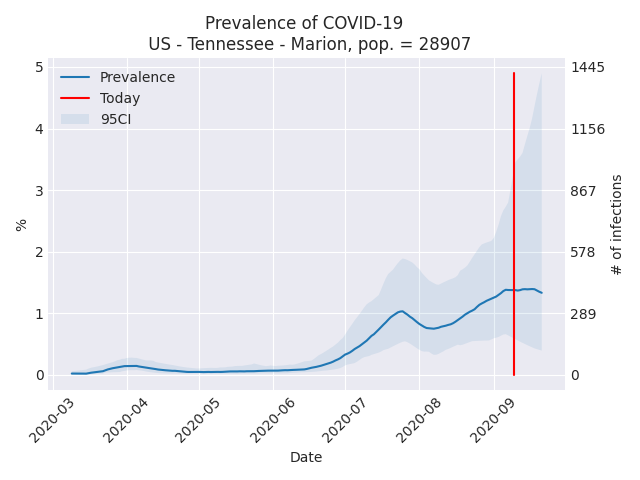 Prevalence of COVID-19
US - Tennessee - Marion, pop. = 28907
Prevalence
Today
95CI
5
4
3
2
1
0
%
1445
1156
867
578
289
0
# of infections
2020-03
2020-04
2020-05
2020-06
2020-07
2020-08
2020-09
Date